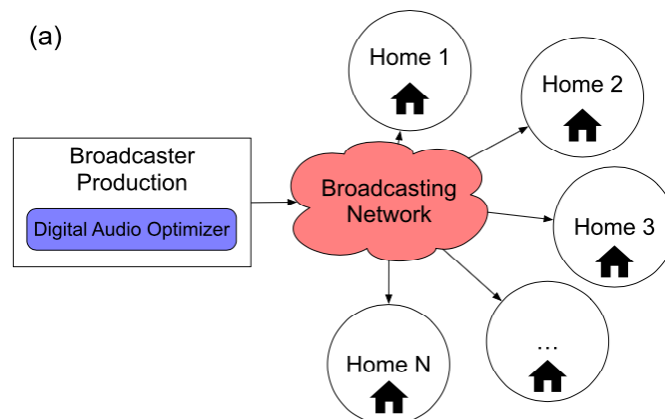 (a)
Home 1
Home 2
Broadcaster
Production
Digital Audio Optimizer
Broadcasting
Network
Home 3
...
Home N